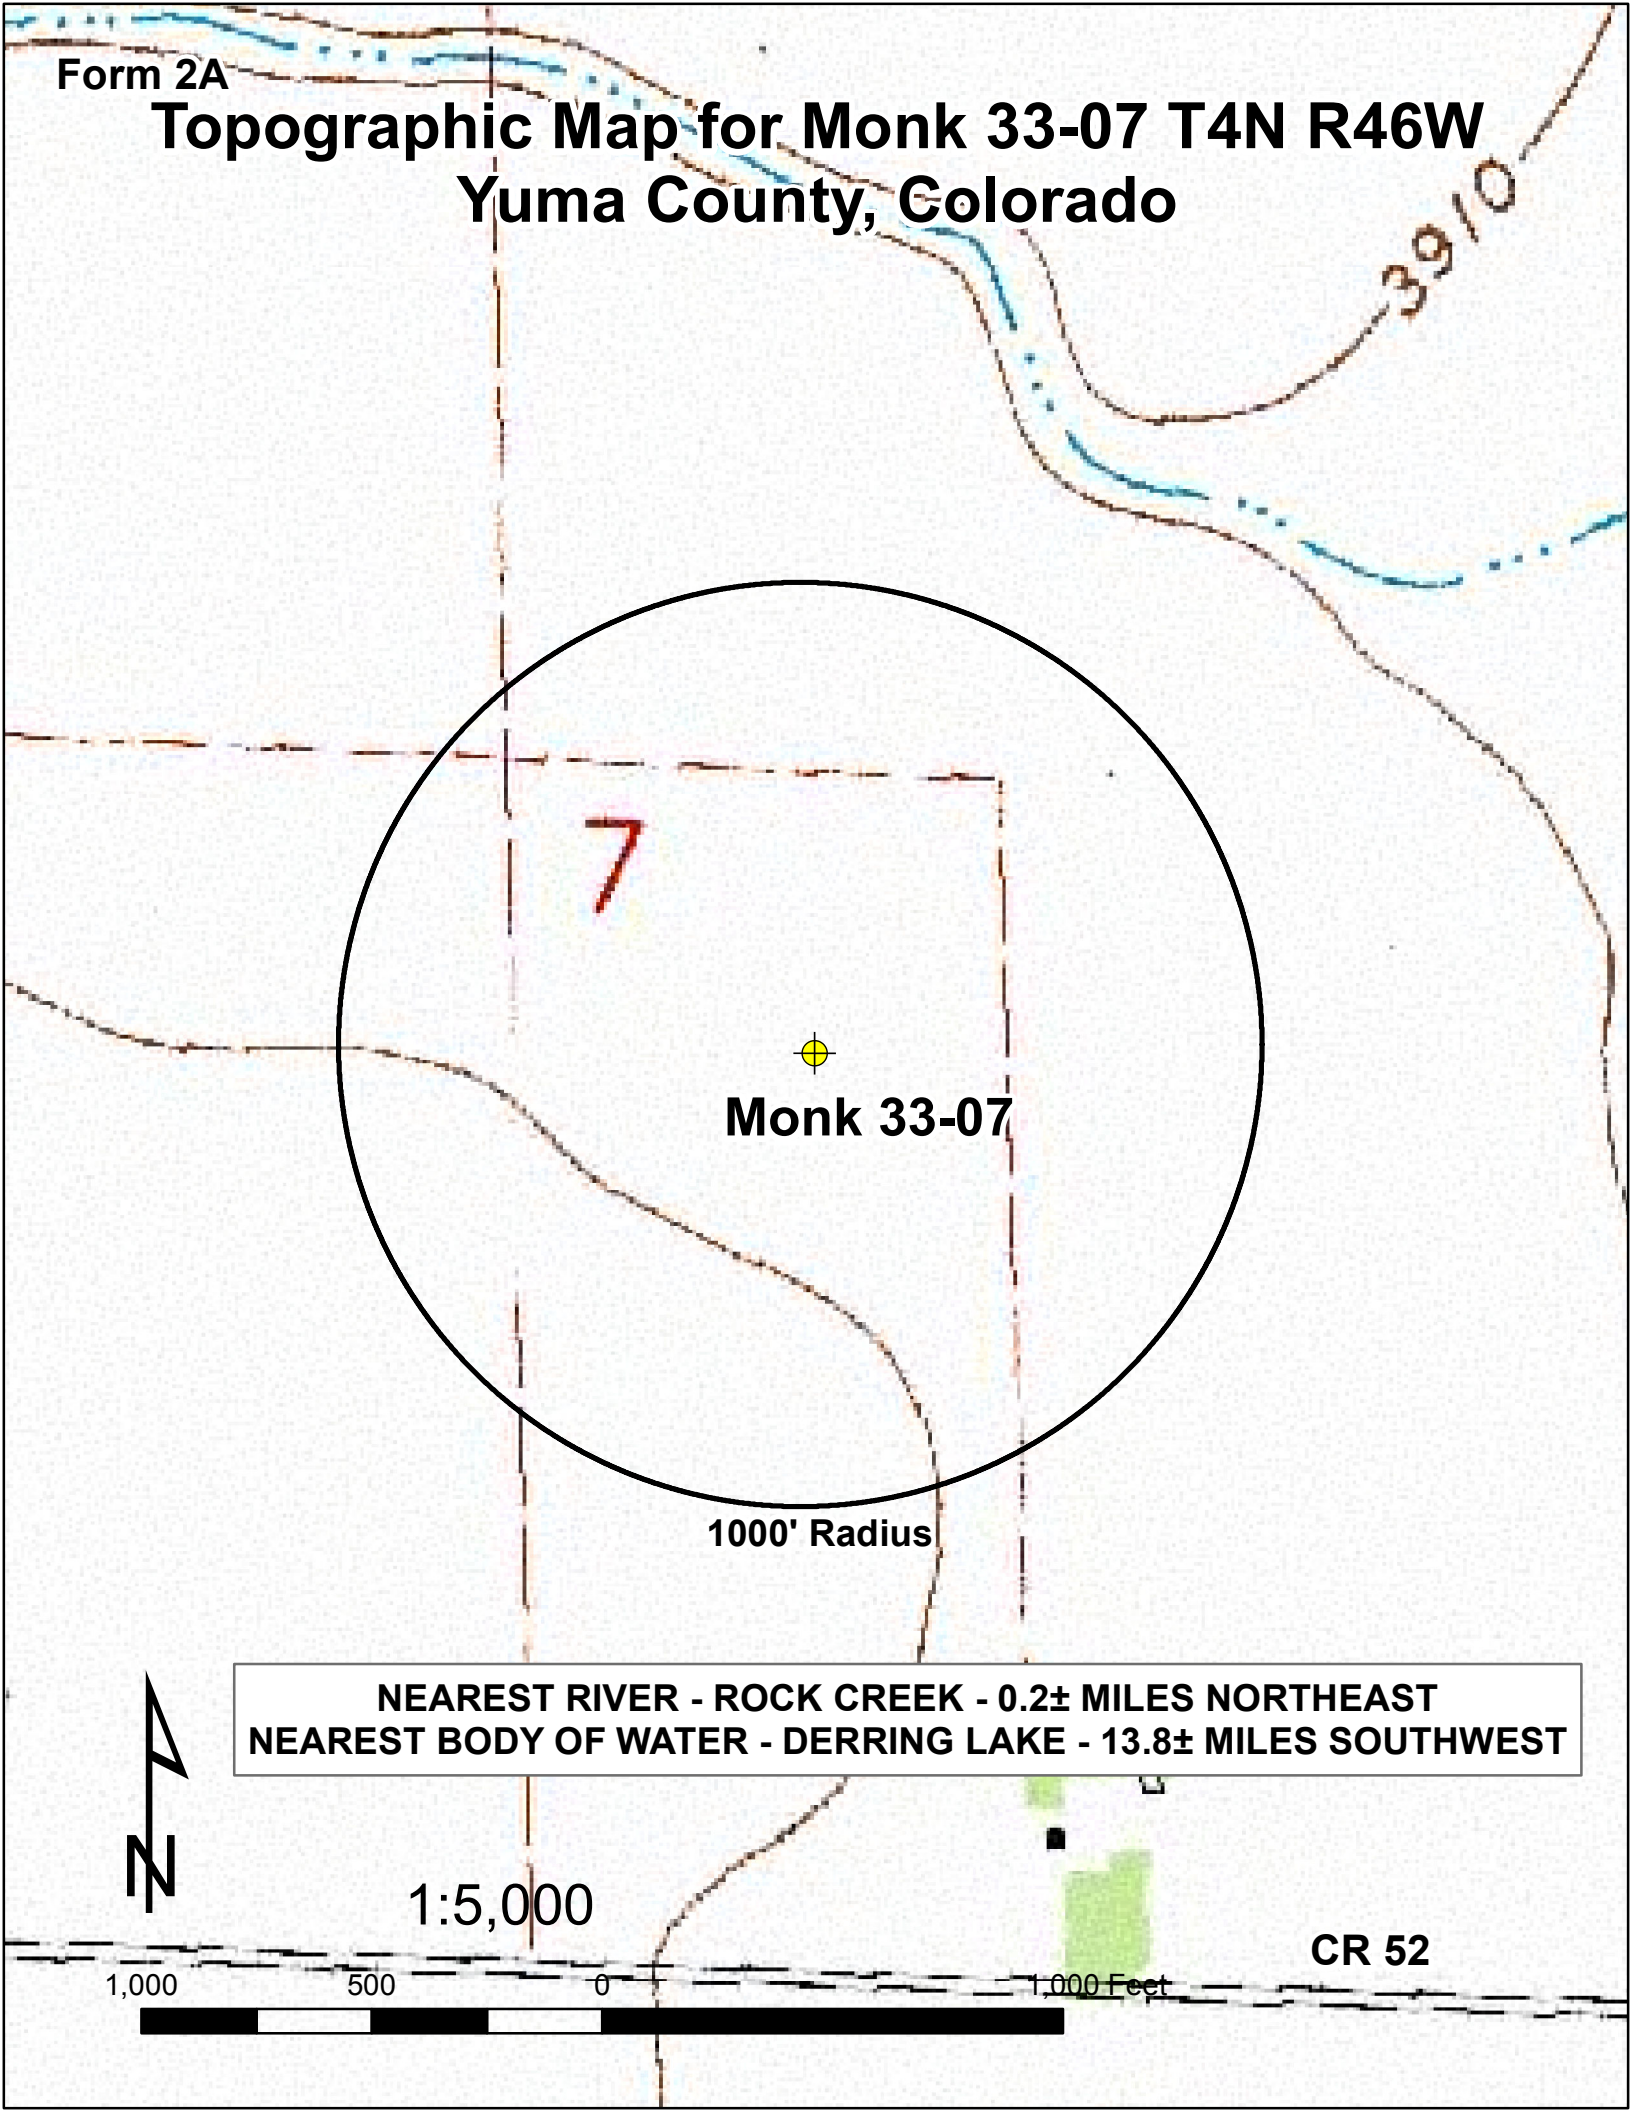 Form 2A
Topographic Map for Monk 33-07 T4N R46W
Yuma County, Colorado
3910
7
Monk 33-07
1000' Radius
NEAREST RIVER - ROCK CREEK - 0.2± MILES NORTHEAST
NEAREST BODY OF WATER - DERRING LAKE - 13.8± MILES SOUTHWEST
N
1:5,000
CR 52
1,000 500 0 1,000 Feet